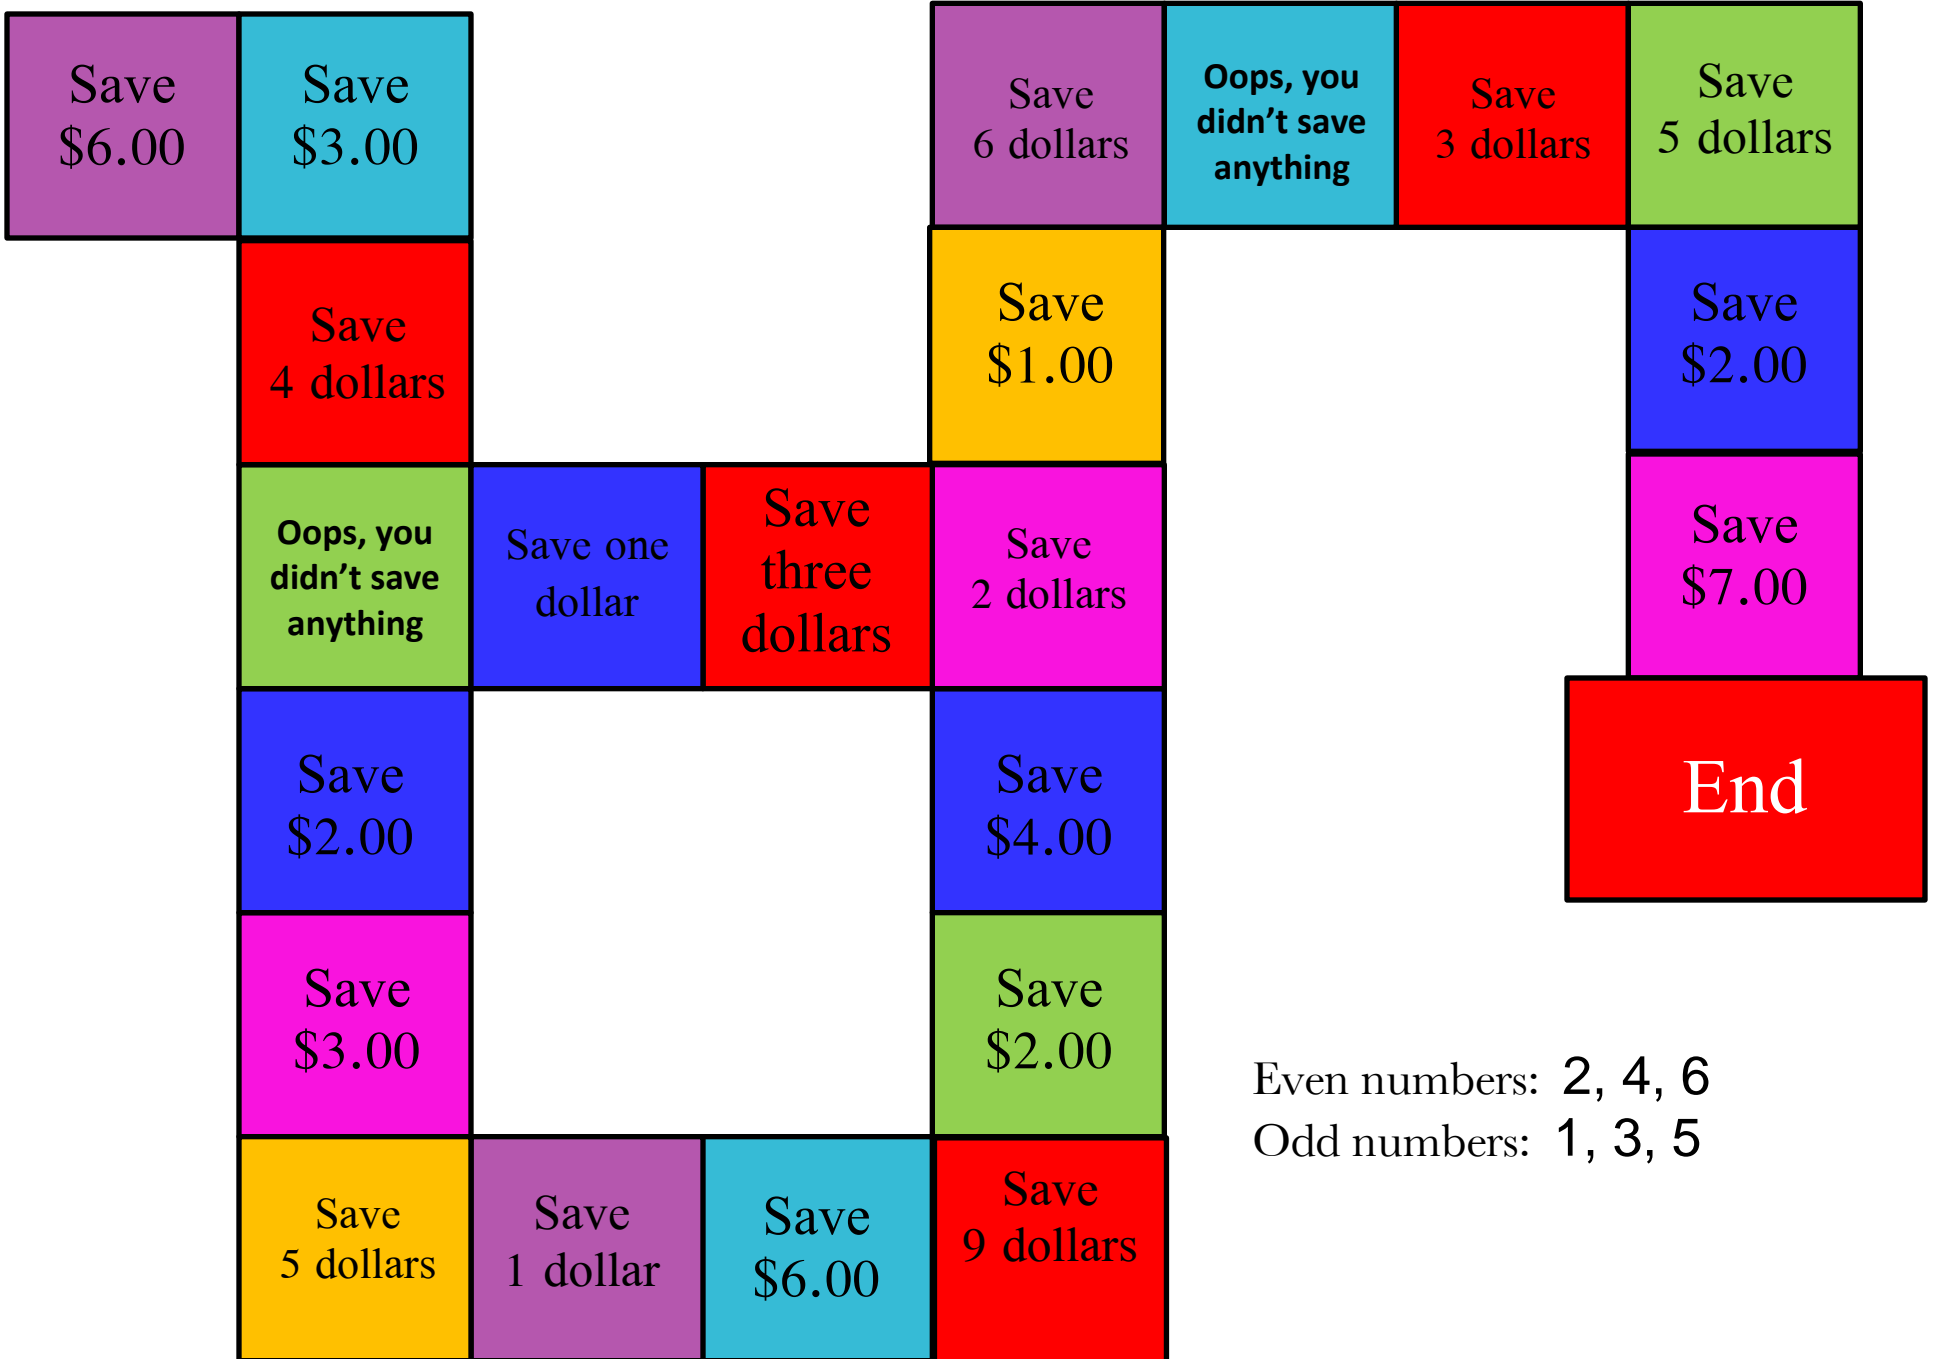 Save
$6.00
Save
$3.00
Save
6 dollars
Oops, you
didn't save
anything
Save
3 dollars
Save
5 dollars
Save
4 dollars
Save
$1.00
Save
$2.00
Oops, you
didn't save
anything
Save one
dollar
Save
three
dollars
Save
2 dollars
Save
$7.00
Save
$2.00
Save
$4.00
End
Save
$3.00
Save
$2.00
Even numbers: 2, 4, 6
Odd numbers: 1, 3, 5
Save
5 dollars
Save
1 dollar
Save
$6.00
Save
9 dollars